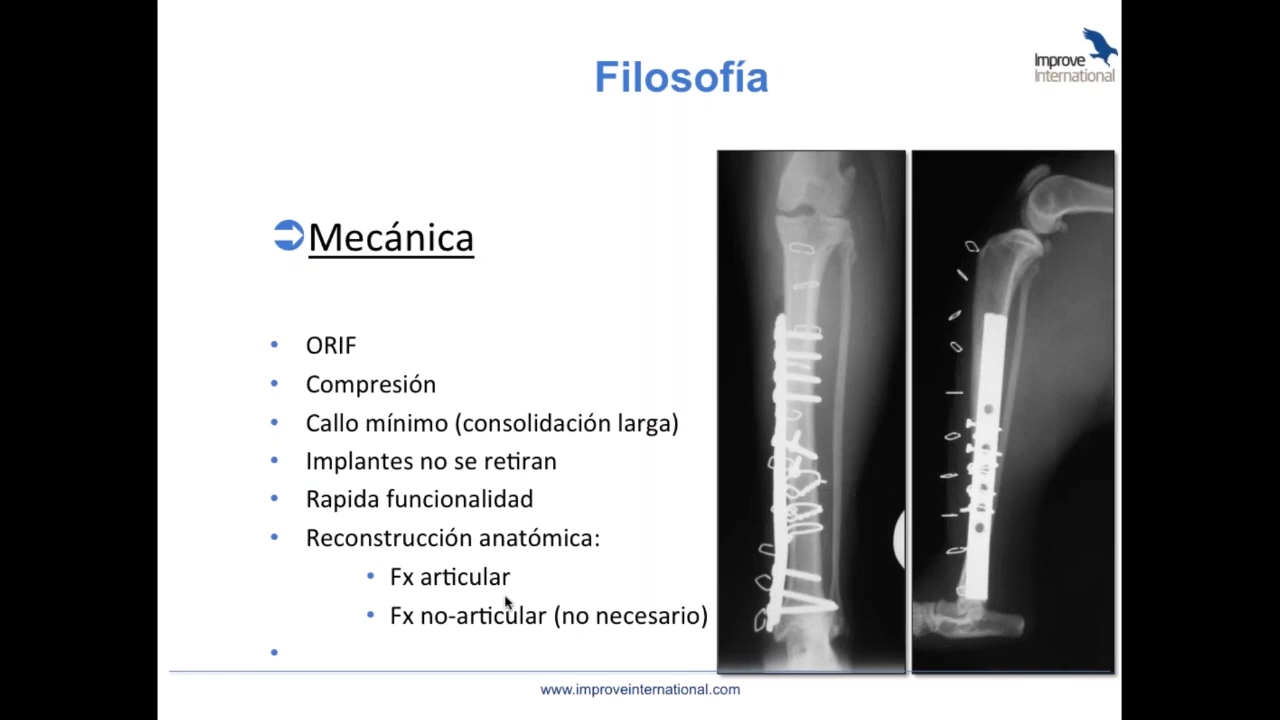 Filosofía
Improve
International
Mecánica
ORIF
Compresión
Callo mínimo (consolidación larga)
Implantes no se retiran
Rapida funcionalidad
Reconstrucción anatómica:
Fx articular
Fx no-articular (no necesario)
www.improveinternational.com